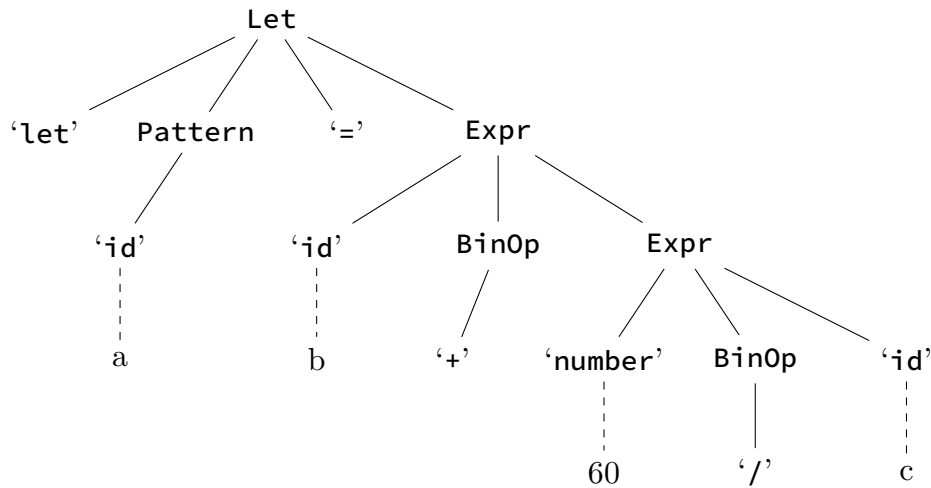 Let
‘let’ Pattern ‘=’ Expr
‘id’ ‘id’ BinOp Expr
a b ‘+’ ‘number’ BinOp ‘id’
60 ‘/’ c